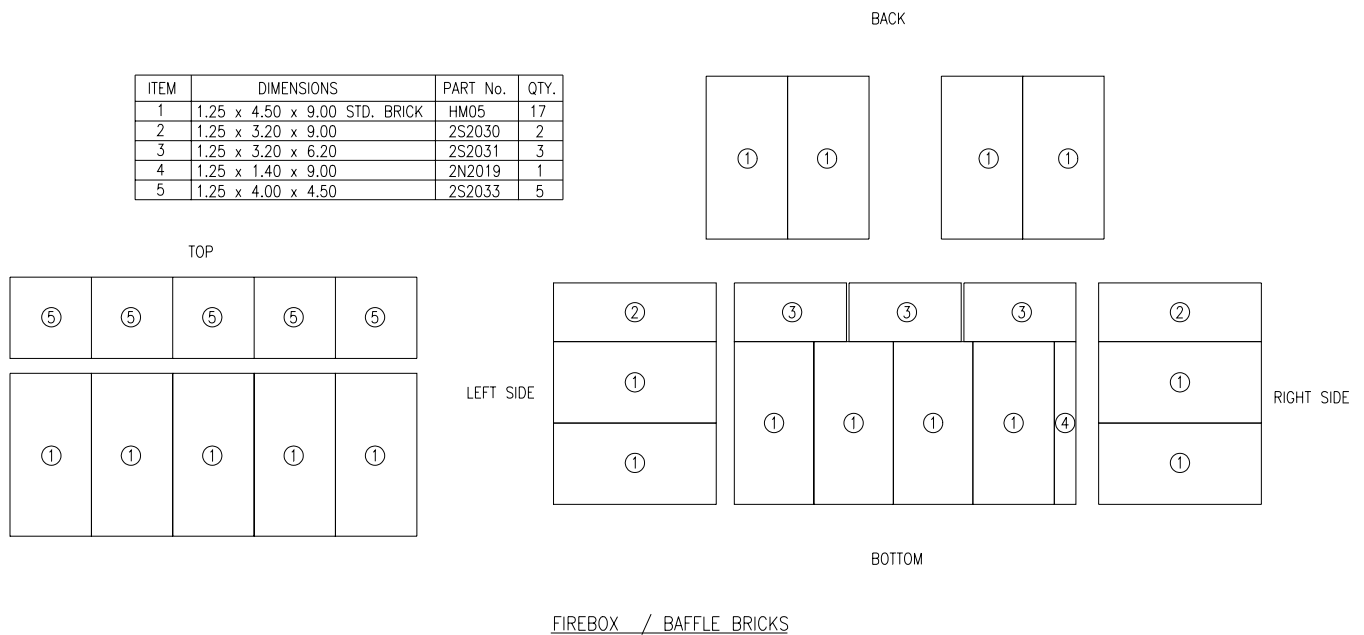 BACK
ITEM DIMENSIONS PART No. QTY.
1 1.25 x 4.50 x 9.00 STD. BRICK HM05 17
2 1.25 x 3.20 x 9.00 2S2030 2
3 1.25 x 3.20 x 6.20 2S2031 3
4 1.25 x 1.40 x 9.00 2N2019 1
5 1.25 x 4.00 x 4.50 2S2033 5
1 1 1 1
TOP
5 5 5 5 5
1 1 1 1 1
LEFT SIDE
2
1
1
3 3 3
1 1 1 1 4
2
1
1
RIGHT SIDE
BOTTOM
FIREBOX / BAFFLE BRICKS